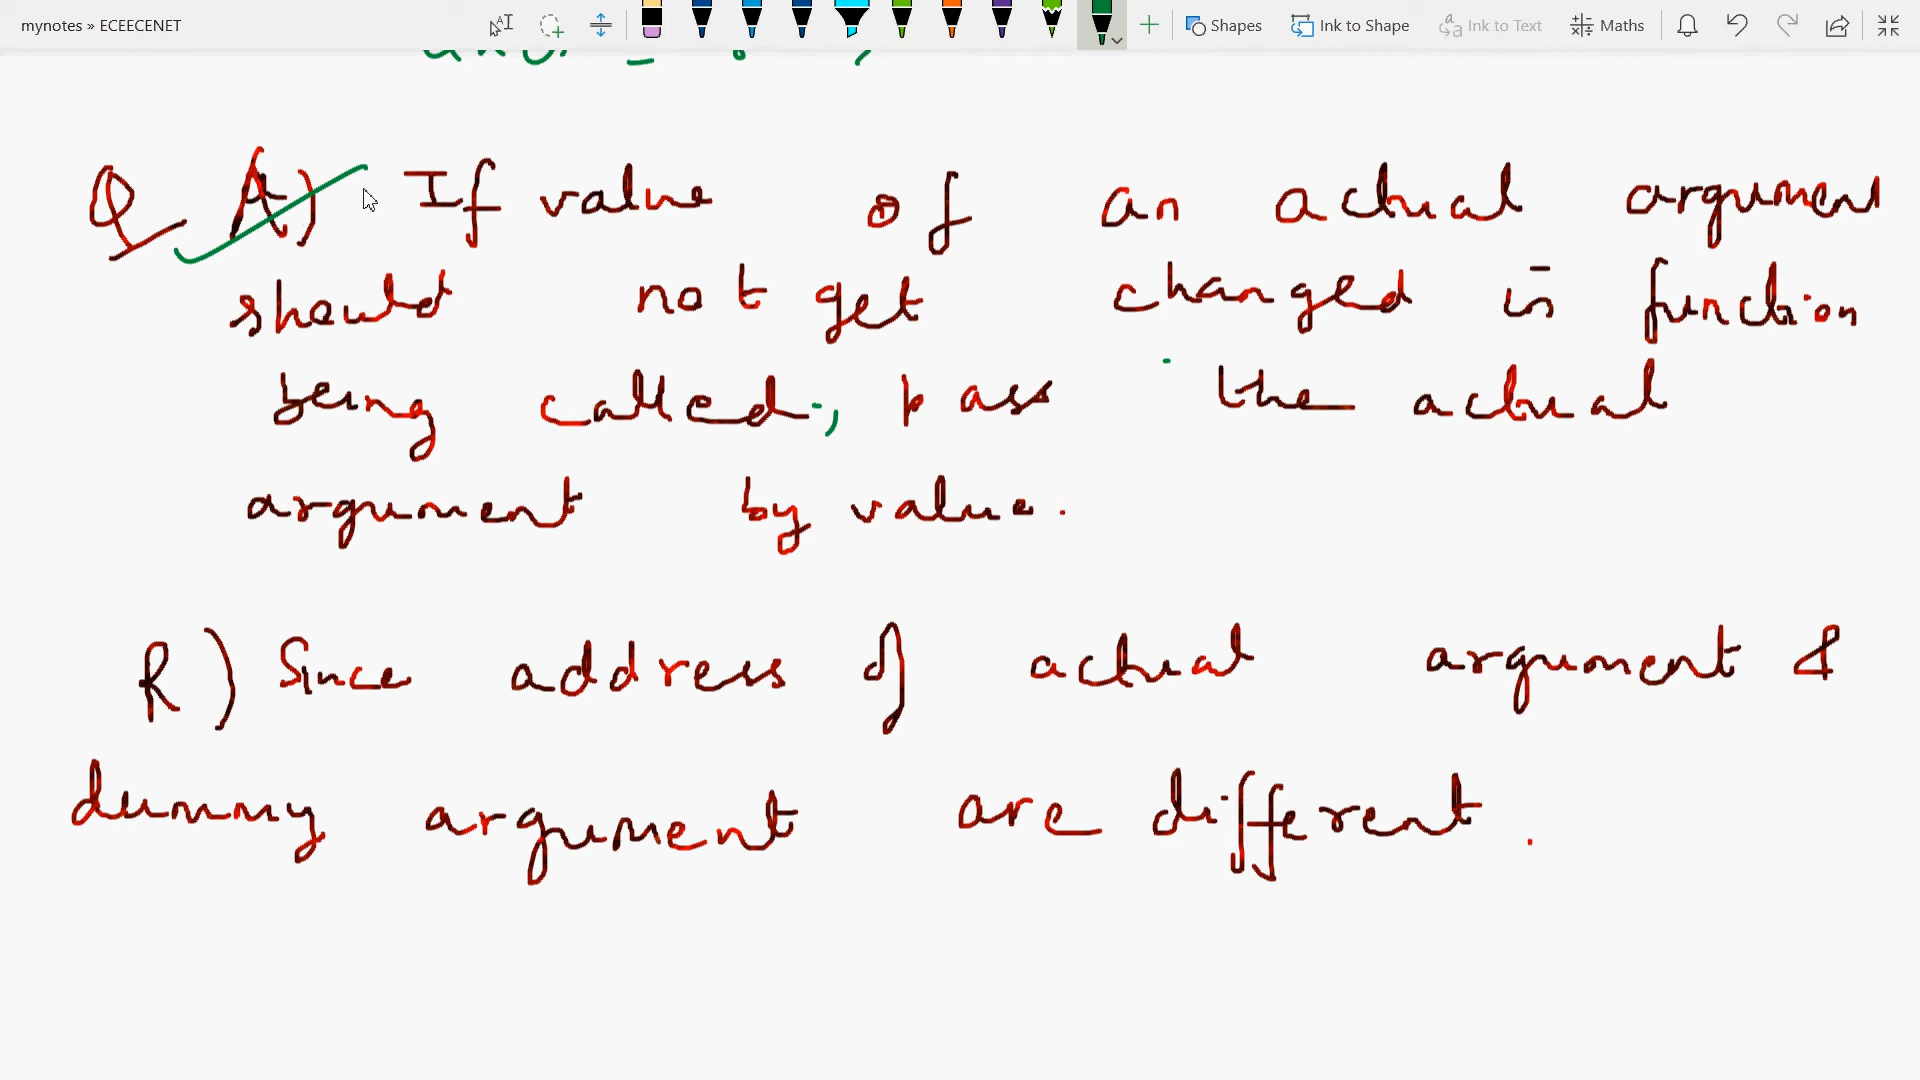 mynotes » ECEECENET
Shapes Ink to Shape Ink to Text Maths
Q A) If value of an actual argument
should not get changed in function
being called, pass the actual
argument by value.
R) Since address of actual argument &
dummy argument are different.